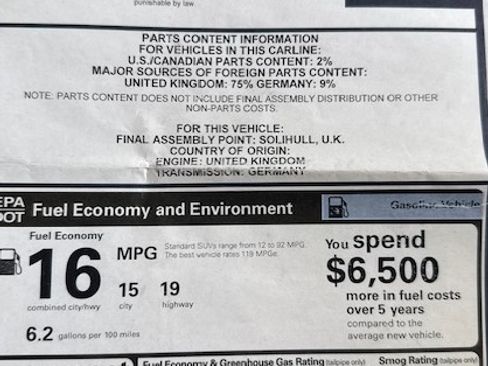 punishable by law
PARTS CONTENT INFORMATION
FOR VEHICLES IN THIS CARLINE:
U.S./CANADIAN PARTS CONTENT: 2%
MAJOR SOURCES OF FOREIGN PARTS CONTENT:
UNITED KINGDOM: 75% GERMANY: 9%
NOTE: PARTS CONTENT DOES NOT INCLUDE FINAL ASSEMBLY DISTRIBUTION OR OTHER
NON-PARTS COSTS.
FOR THIS VEHICLE:
FINAL ASSEMBLY POINT: SOLIHULL, U.K.
COUNTRY OF ORIGIN:
ENGINE: UNITED KINGDOM
TRANSMISSION: GERMANY
EPA
DOT
Fuel Economy and Environment
Gasoline Vehicle
Fuel Economy
16
MPG
Standard SUVs range from 12 to 92 MPG.
The best vehicle rates 119 MPGe.
combined city/hwy
15
city
19
highway
6.2 gallons per 100 miles
You spend
$6,500
more in fuel costs
over 5 years
compared to the
average new vehicle.
Fuel Economy & Greenhouse Gas Rating (tailpipe only)
Smog Rating (tailpipe only)